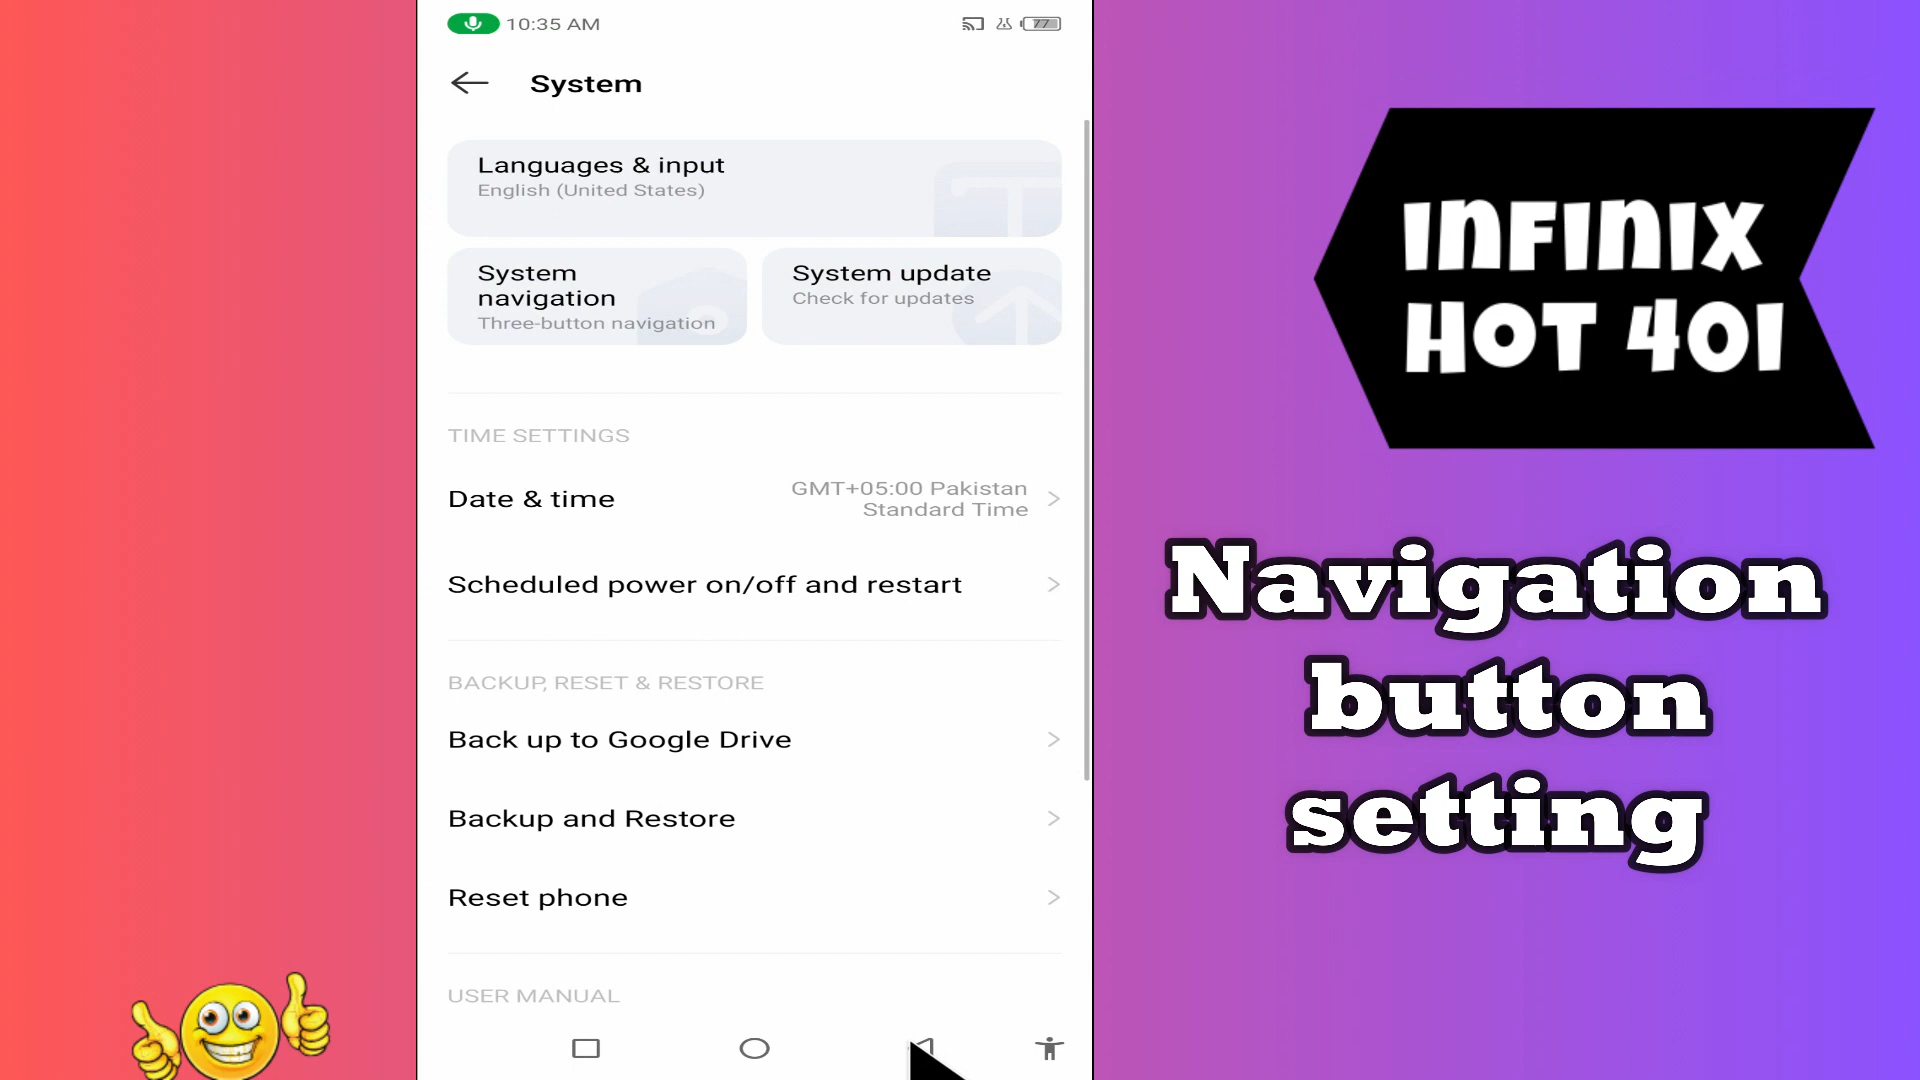 10:35 AM
77
System
Languages & input
English (United States)
System
navigation
Three-button navigation
System update
Check for updates
TIME SETTINGS
Date & time
GMT+05:00 Pakistan
Standard Time
Scheduled power on/off and restart
BACKUP, RESET & RESTORE
Back up to Google Drive
Backup and Restore
Reset phone
USER MANUAL
INFINIX
HOT 40I
Navigation
button
setting